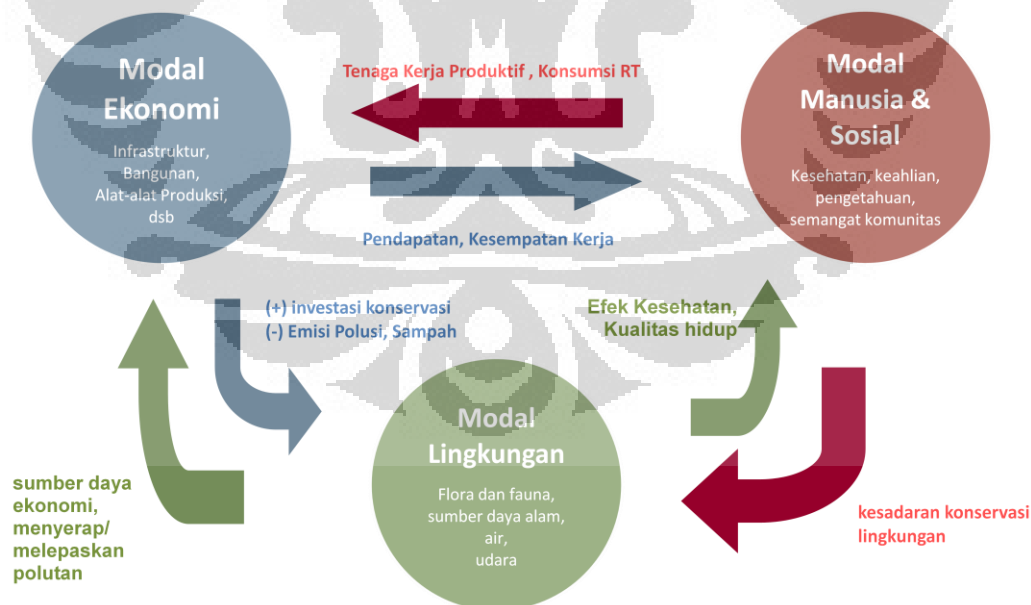 Modal
Ekonomi
Infrastruktur,
Bangunan,
Alat-alat Produksi,
dsb
Tenaga Kerja Produktif , Konsumsi RT
Pendapatan, Kesempatan Kerja
Modal
Manusia &
Sosial
Kesehatan, keahlian,
pengetahuan,
semangat komunitas
(+) investasi konservasi
(-) Emisi Polusi, Sampah
Efek Kesehatan,
Kualitas hidup
Modal
Lingkungan
Flora dan fauna,
sumber daya alam,
air,
udara
sumber daya
ekonomi,
menyerap/
melepaskan
polutan
kesadaran konservasi
lingkungan